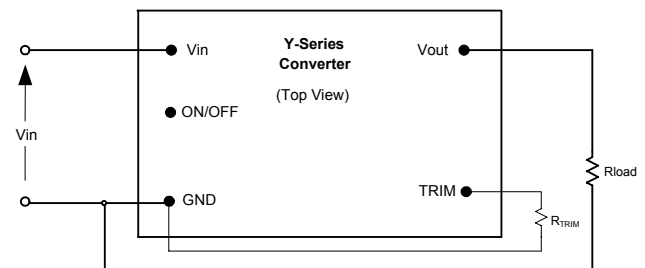 Y-Series
Converter
(Top View)
Vin
Vout
ON/OFF
Vin
Rload
GND
TRIM
RTRIM